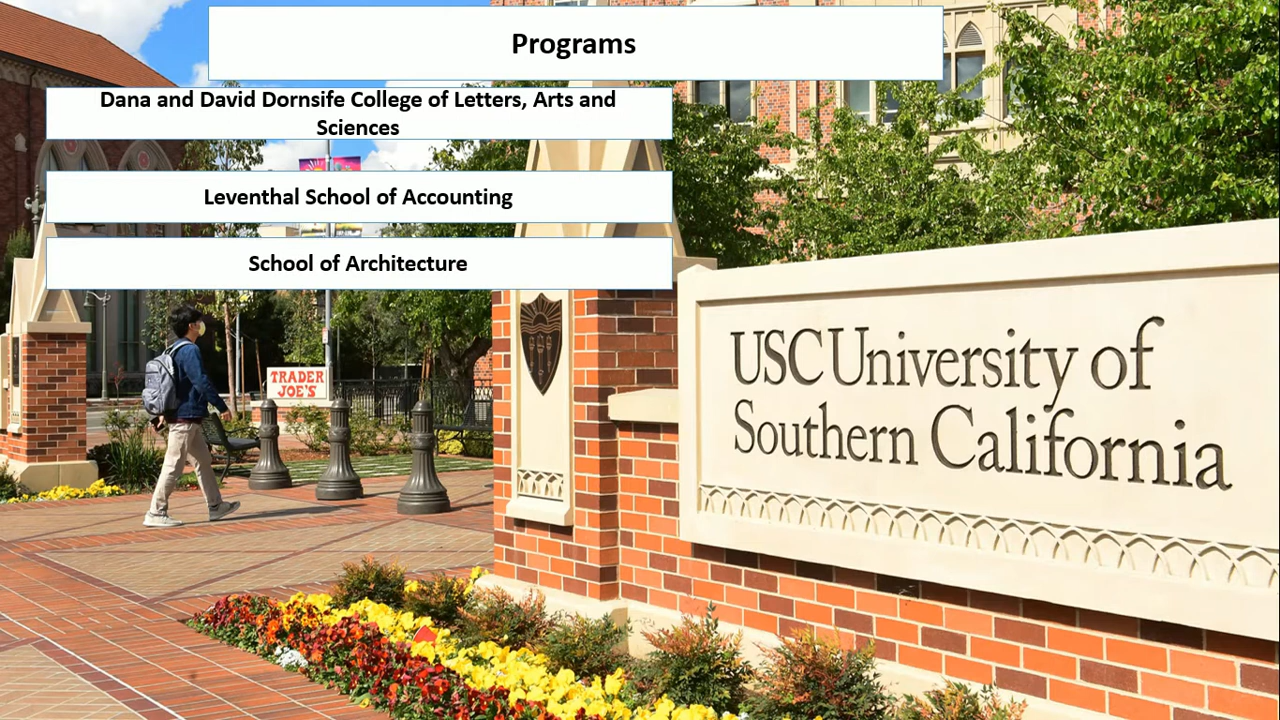 Programs
Dana and David Dornsife College of Letters, Arts and
Sciences
Leventhal School of Accounting
School of Architecture
TRADER
JOE'S
USC University of
Southern California